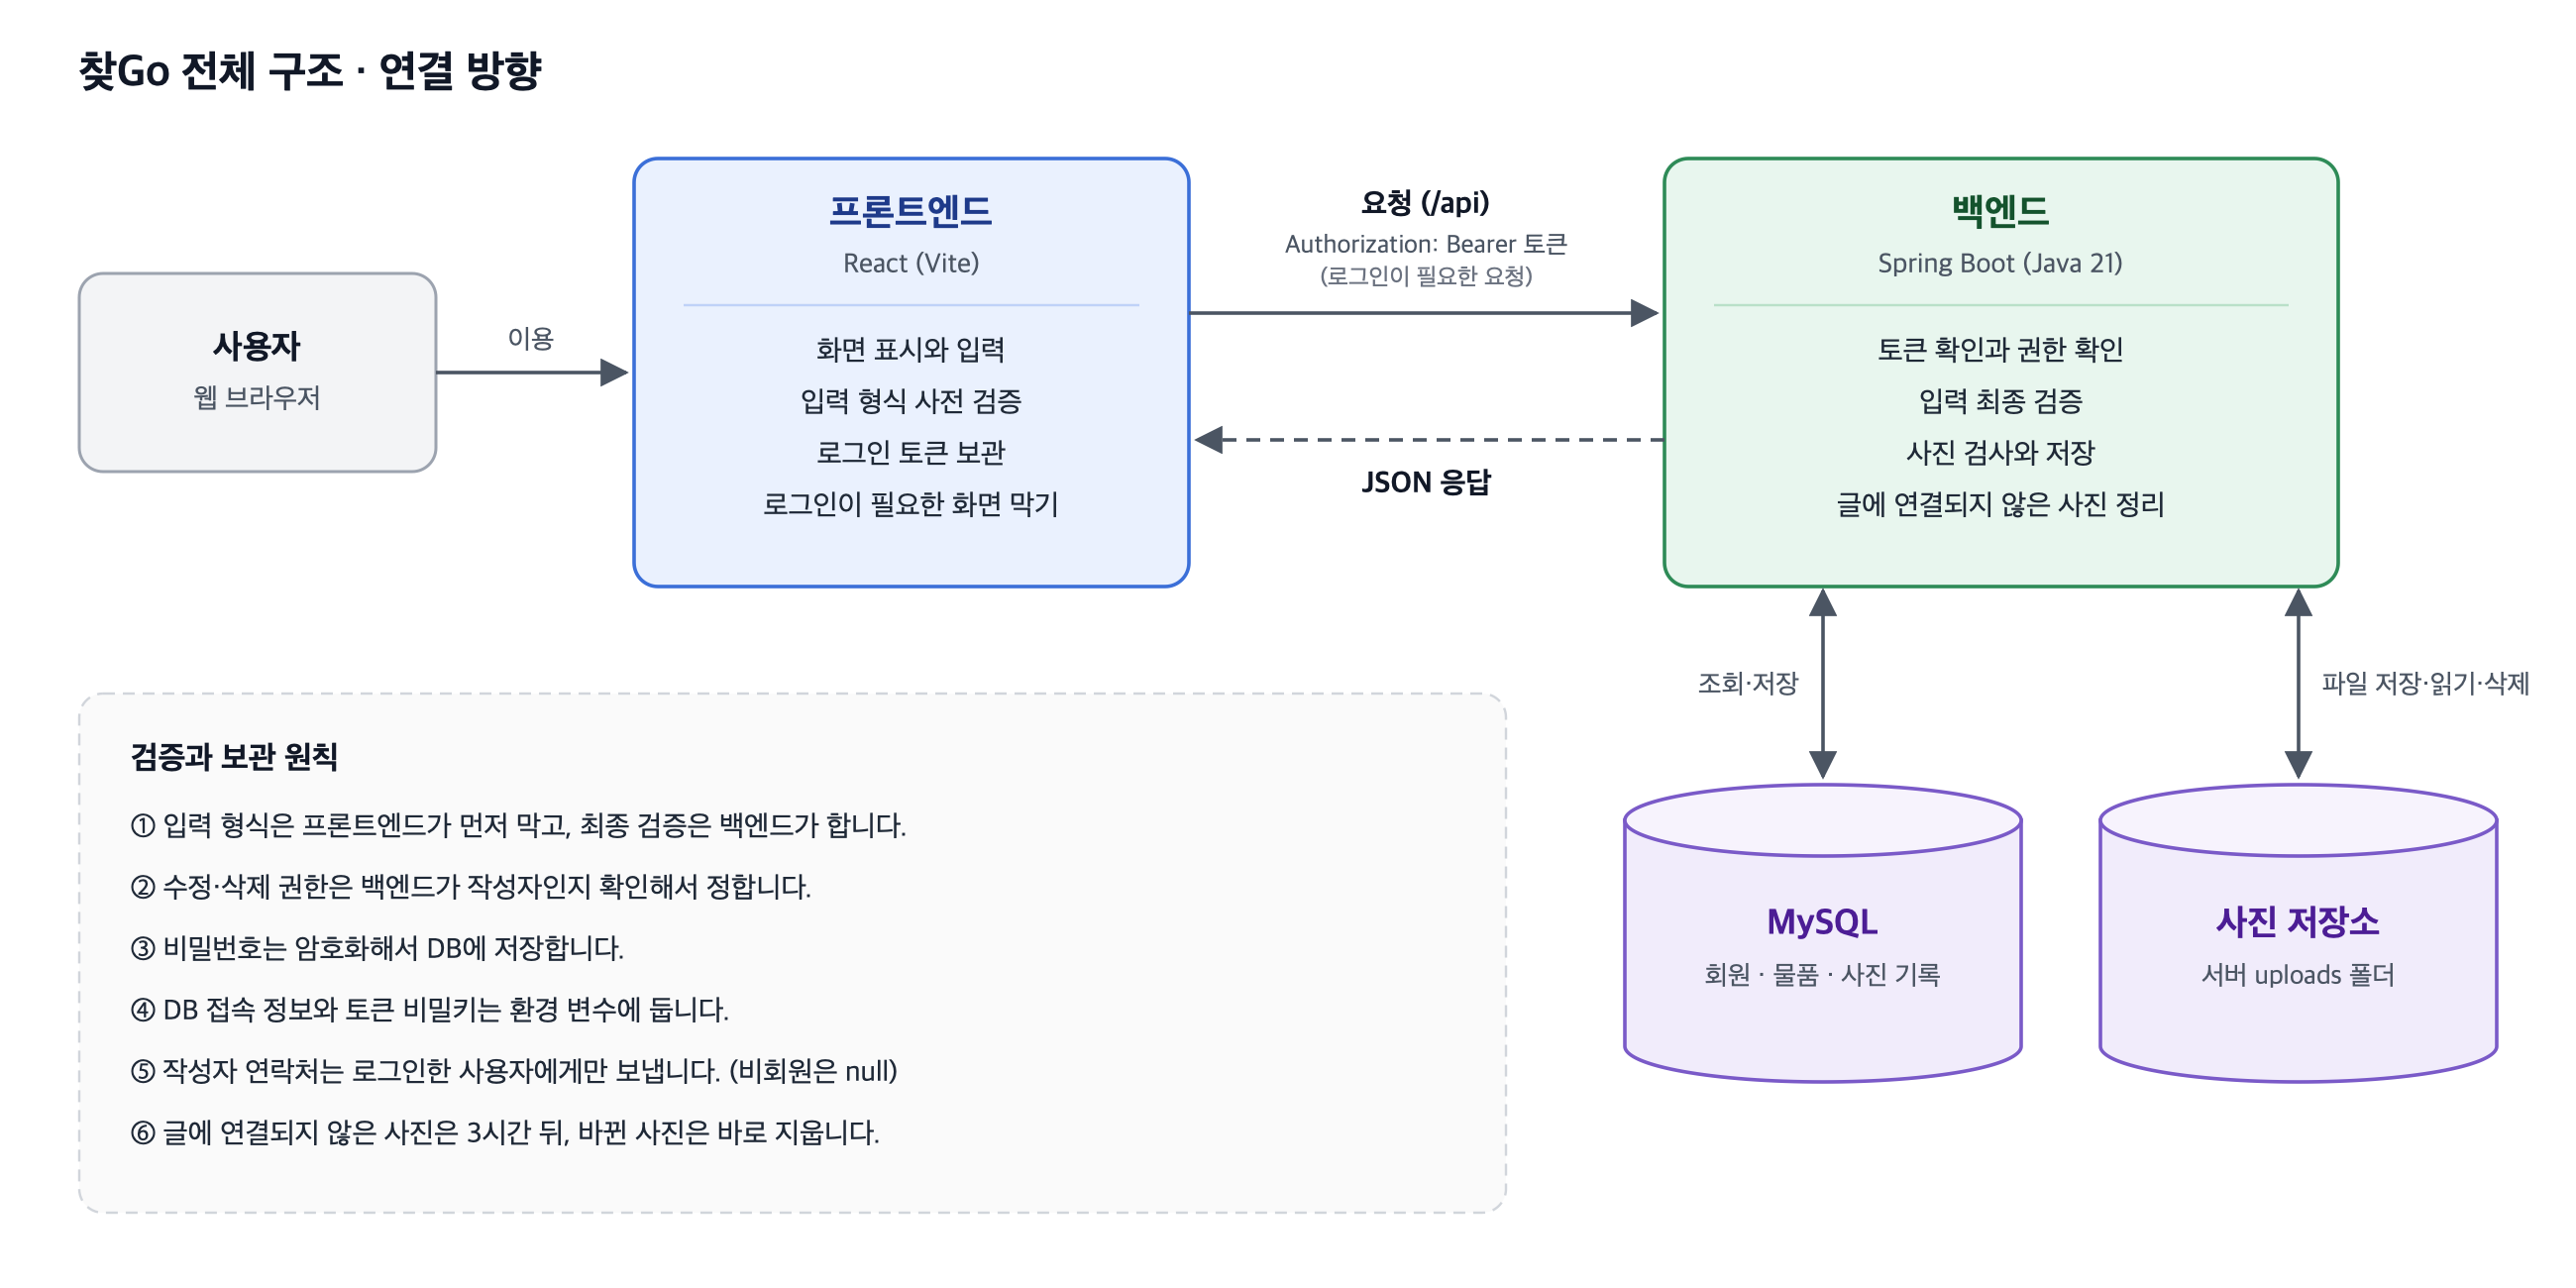 찾Go 전체 구조 · 연결 방향
사용자
웹 브라우저
이용
프론트엔드
React (Vite)
화면 표시와 입력
입력 형식 사전 검증
로그인 토큰 보관
로그인이 필요한 화면 막기
요청 (/api)
Authorization: Bearer 토큰
(로그인이 필요한 요청)
JSON 응답
백엔드
Spring Boot (Java 21)
토큰 확인과 권한 확인
입력 최종 검증
사진 검사와 저장
글에 연결되지 않은 사진 정리
조회·저장
파일 저장·읽기·삭제
MySQL
회원 · 물품 · 사진 기록
사진 저장소
서버 uploads 폴더
검증과 보관 원칙
① 입력 형식은 프론트엔드가 먼저 막고, 최종 검증은 백엔드가 합니다.
② 수정·삭제 권한은 백엔드가 작성자인지 확인해서 정합니다.
③ 비밀번호는 암호화해서 DB에 저장합니다.
④ DB 접속 정보와 토큰 비밀키는 환경 변수에 둡니다.
⑤ 작성자 연락처는 로그인한 사용자에게만 보냅니다. (비회원은 null)
⑥ 글에 연결되지 않은 사진은 3시간 뒤, 바뀐 사진은 바로 지웁니다.